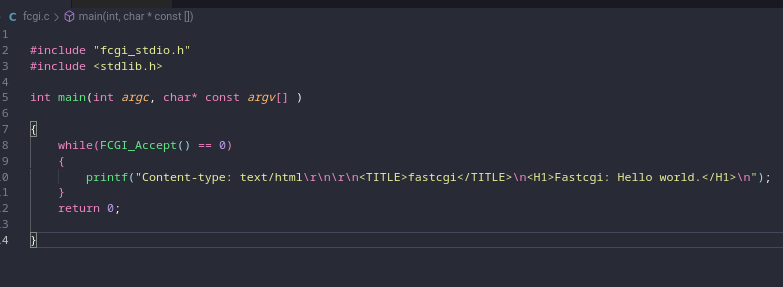 C fcgi.c > main(int, char * const [])
1
2 #include "fcgi_stdio.h"
3 #include <stdlib.h>
4
5 int main(int argc, char* const argv[] )
6
7 {
8 while(FCGI_Accept() == 0)
9 {
0 printf("Content-type: text/html\r\n\r\n<TITLE>fastcgi</TITLE>\n<H1>Fastcgi: Hello world.</H1>\n");
1 }
2 return 0;
3
4 }